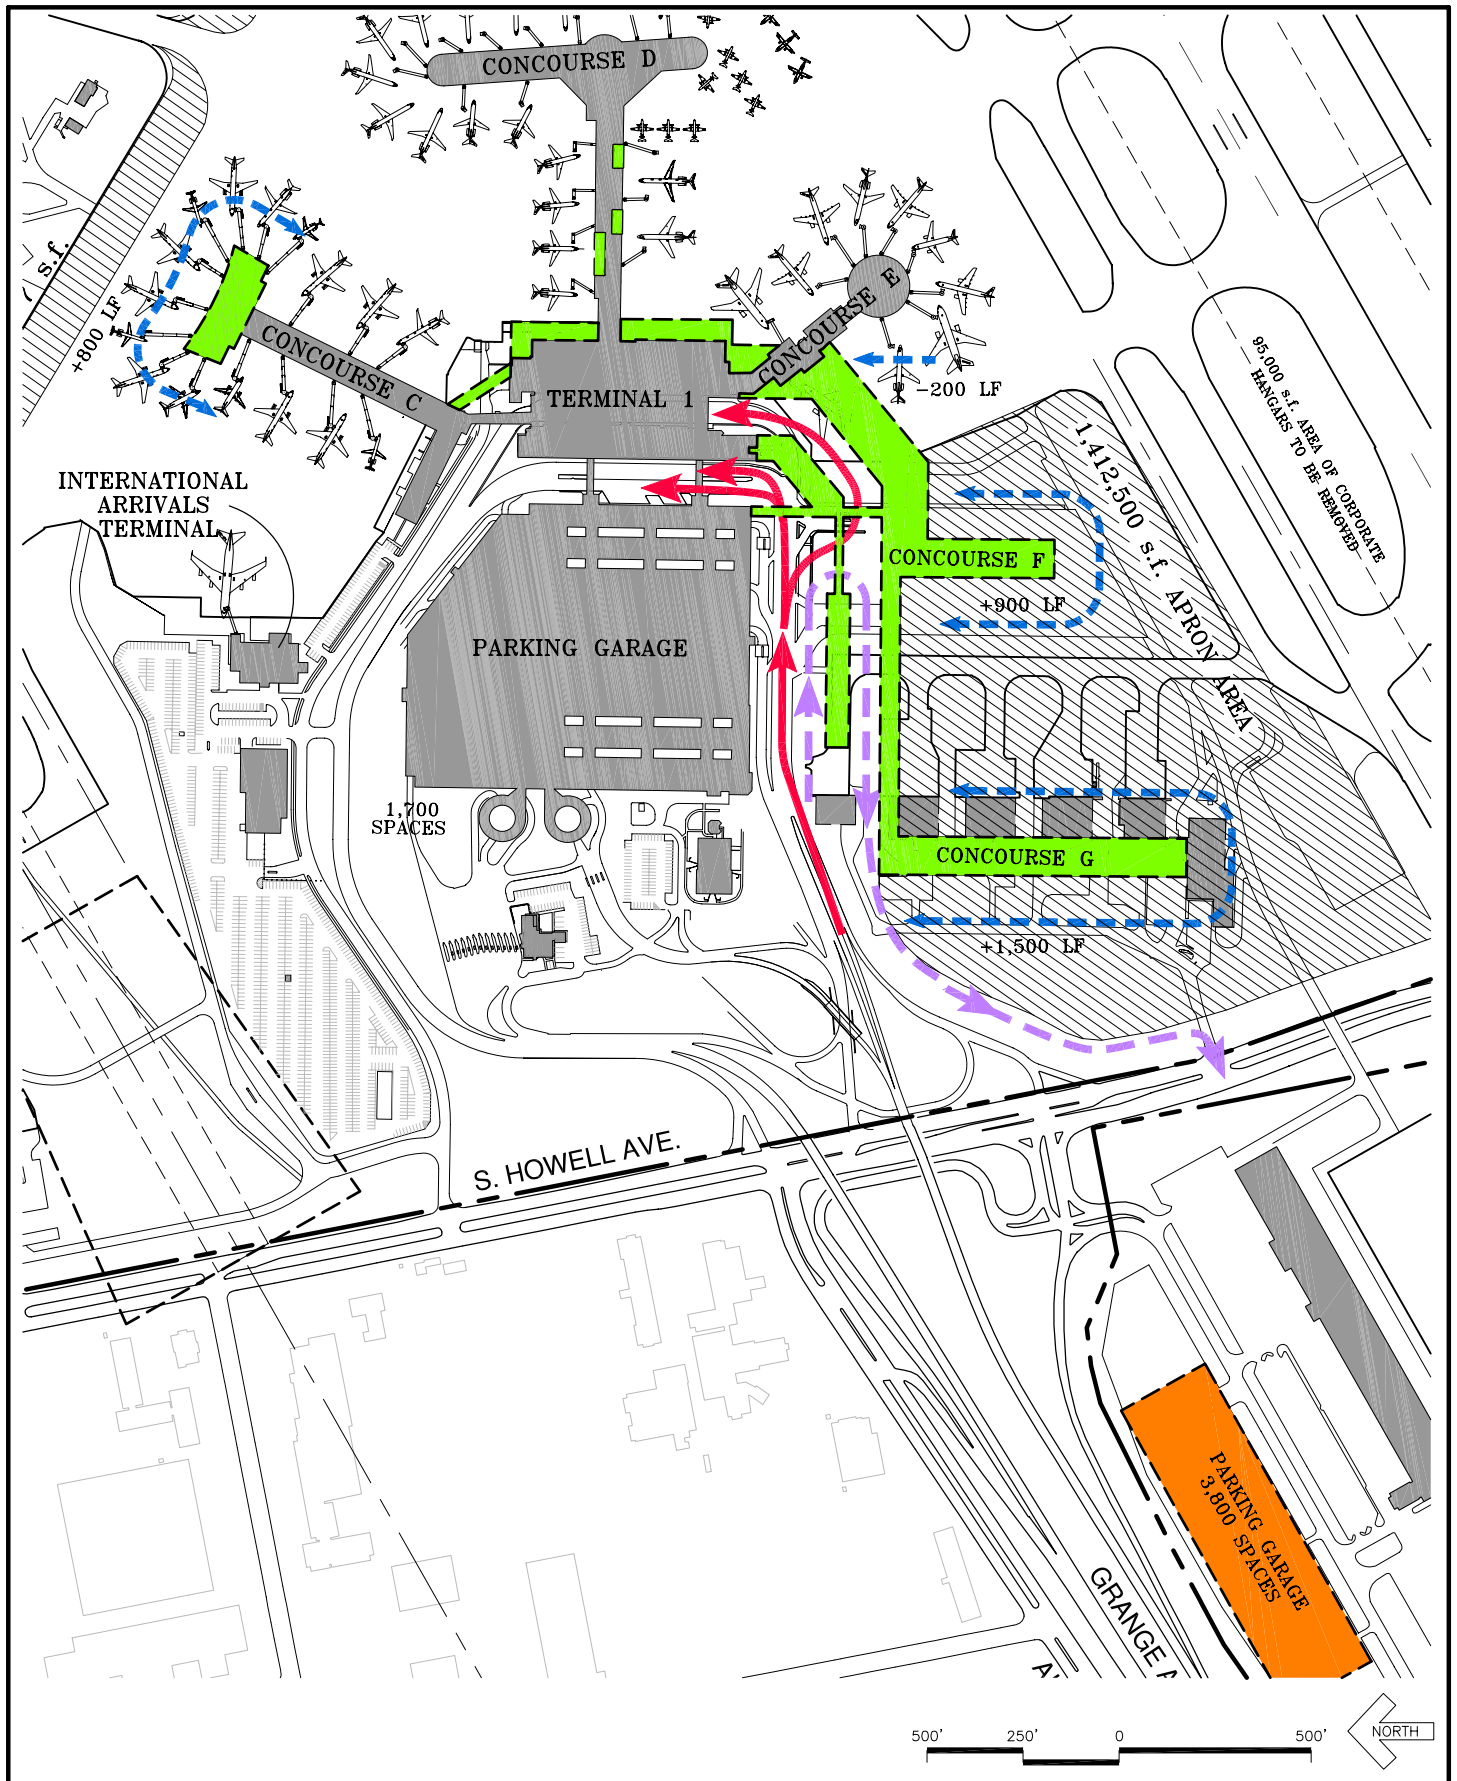 CONCOURSE D
s.f.
+800 LF
CONCOURSE C
CONCOURSE E
TERMINAL 1
-200 LF
95,000 s.f. AREA OF CORPORATE
HANGARS TO BE REMOVED
1,412,500 s.f. APRON AREA
INTERNATIONAL
ARRIVALS
TERMINAL
CONCOURSE F
+900 LF
PARKING GARAGE
1,700
SPACES
CONCOURSE G
+1,500 LF
S. HOWELL AVE.
PARKING GARAGE
3,800 SPACES
GRANGE
500'
250'
0
500'
NORTH